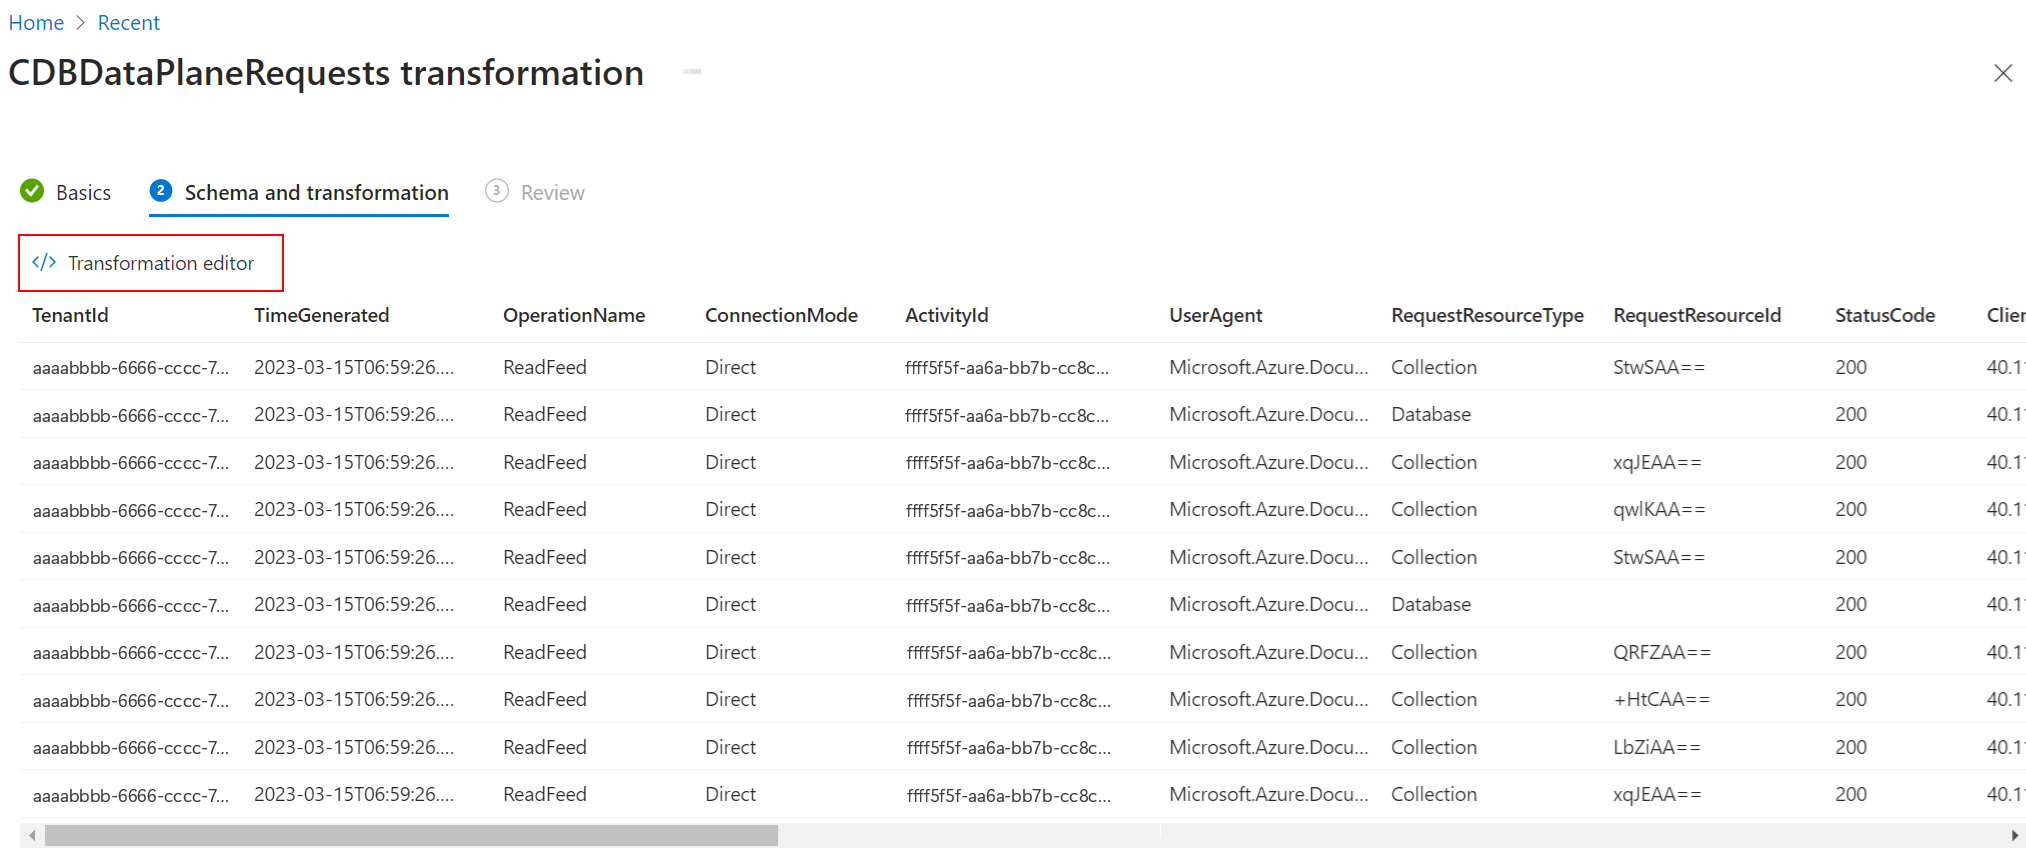 Home > Recent
CDBDataPlaneRequests transformation
Basics 2 Schema and transformation 3 Review
</> Transformation editor
TenantId TimeGenerated OperationName ConnectionMode ActivityId UserAgent RequestResourceType RequestResourceId StatusCode Clien
aaaabbbb-6666-cccc-7... 2023-03-15T06:59:26.... ReadFeed Direct ffff5f5f-aa6a-bb7b-cc8c... Microsoft.Azure.Docu... Collection StwSAA== 200 40.1
aaaabbbb-6666-cccc-7... 2023-03-15T06:59:26.... ReadFeed Direct ffff5f5f-aa6a-bb7b-cc8c... Microsoft.Azure.Docu... Database 200 40.1
aaaabbbb-6666-cccc-7... 2023-03-15T06:59:26.... ReadFeed Direct ffff5f5f-aa6a-bb7b-cc8c... Microsoft.Azure.Docu... Collection xqJEAA== 200 40.1
aaaabbbb-6666-cccc-7... 2023-03-15T06:59:26.... ReadFeed Direct ffff5f5f-aa6a-bb7b-cc8c... Microsoft.Azure.Docu... Collection qwlKAA== 200 40.1
aaaabbbb-6666-cccc-7... 2023-03-15T06:59:26.... ReadFeed Direct ffff5f5f-aa6a-bb7b-cc8c... Microsoft.Azure.Docu... Collection StwSAA== 200 40.1
aaaabbbb-6666-cccc-7... 2023-03-15T06:59:26.... ReadFeed Direct ffff5f5f-aa6a-bb7b-cc8c... Microsoft.Azure.Docu... Database 200 40.1
aaaabbbb-6666-cccc-7... 2023-03-15T06:59:26.... ReadFeed Direct ffff5f5f-aa6a-bb7b-cc8c... Microsoft.Azure.Docu... Collection QRFZAA== 200 40.1
aaaabbbb-6666-cccc-7... 2023-03-15T06:59:26.... ReadFeed Direct ffff5f5f-aa6a-bb7b-cc8c... Microsoft.Azure.Docu... Collection +HtCAA== 200 40.1
aaaabbbb-6666-cccc-7... 2023-03-15T06:59:26.... ReadFeed Direct ffff5f5f-aa6a-bb7b-cc8c... Microsoft.Azure.Docu... Collection LbZiAA== 200 40.1
aaaabbbb-6666-cccc-7... 2023-03-15T06:59:26.... ReadFeed Direct ffff5f5f-aa6a-bb7b-cc8c... Microsoft.Azure.Docu... Collection xqJEAA== 200 40.1